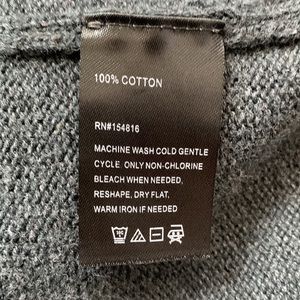 100% COTTON
RN#154816
MACHINE WASH COLD GENTLE
CYCLE. ONLY NON-CHLORINE
BLEACH WHEN NEEDED.
RESHAPE. DRY FLAT.
WARM IRON IF NEEDED